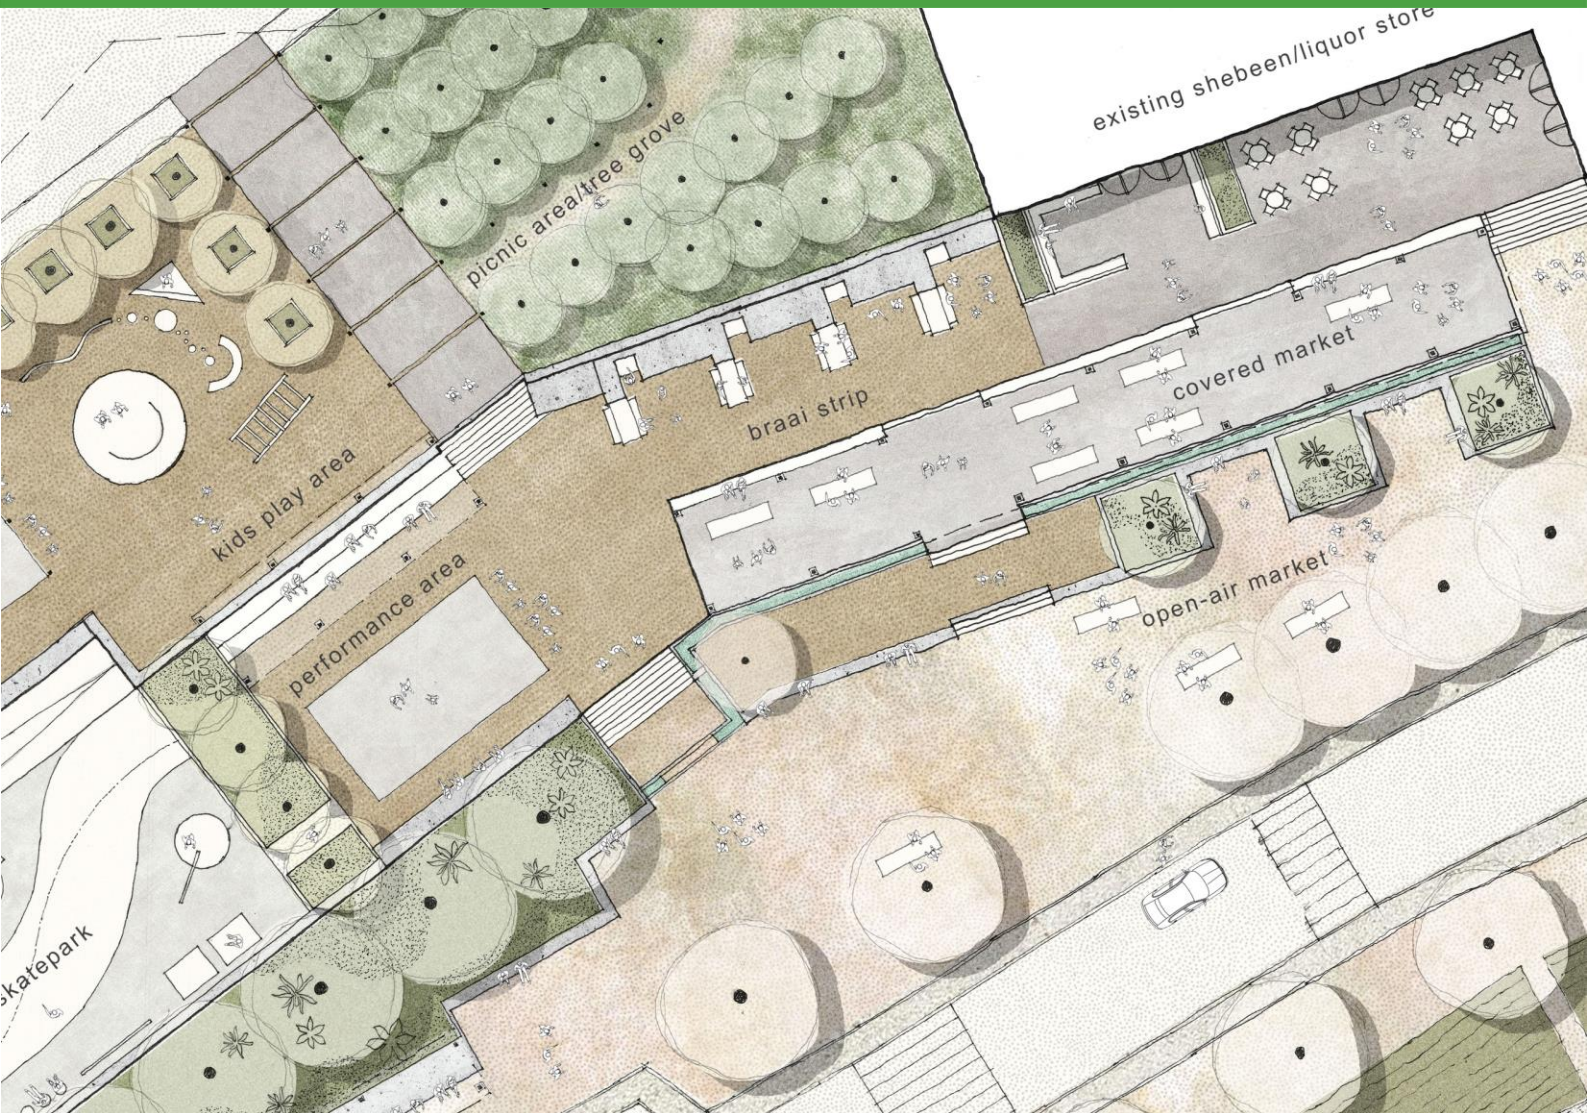 existing shebeen/liquor store
picnic area/tree grove
covered market
braai strip
kids play area
open-air market
performance area
skatepark